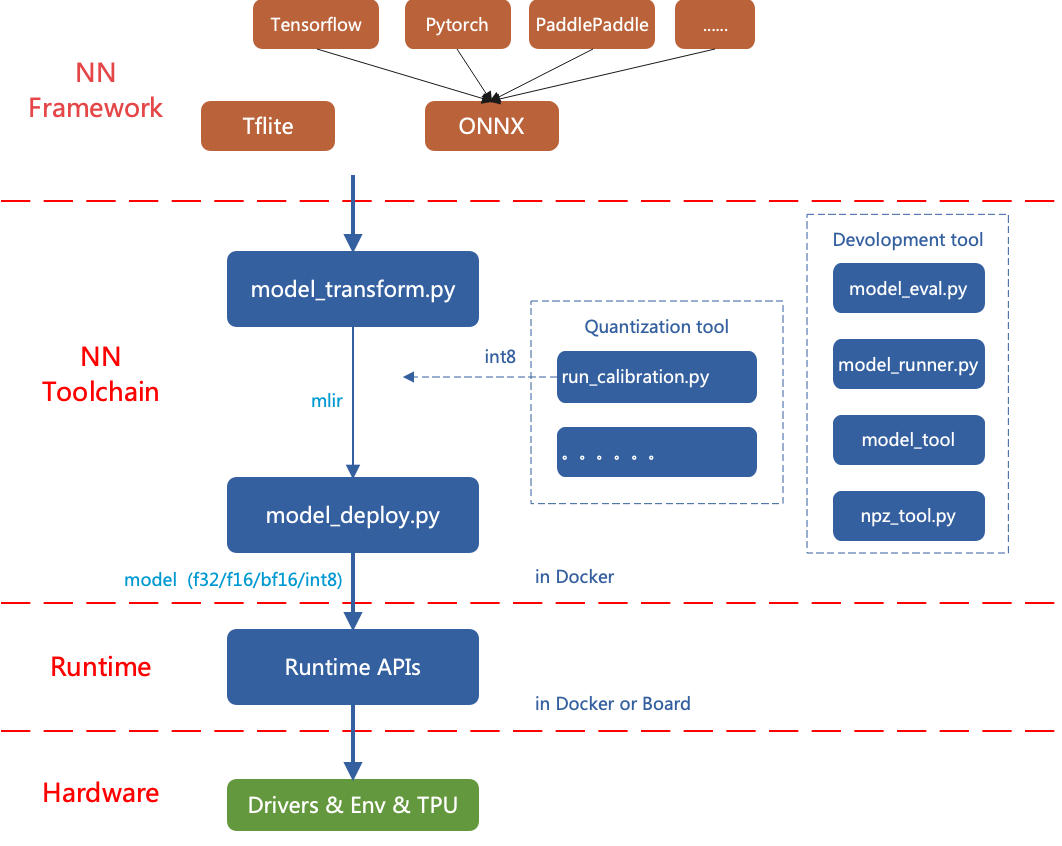 Tensorflow
Pytorch
PaddlePaddle
......
NN
Framework
Tflite
ONNX
Devolopment tool
model_transform.py
model_eval.py
Quantization tool
NN
Toolchain
int8
run_calibration.py
model_runner.py
mlir
。。。。。。
model_tool
model_deploy.py
npz_tool.py
model (f32/f16/bf16/int8)
in Docker
Runtime
Runtime APIs
in Docker or Board
Hardware
Drivers & Env & TPU